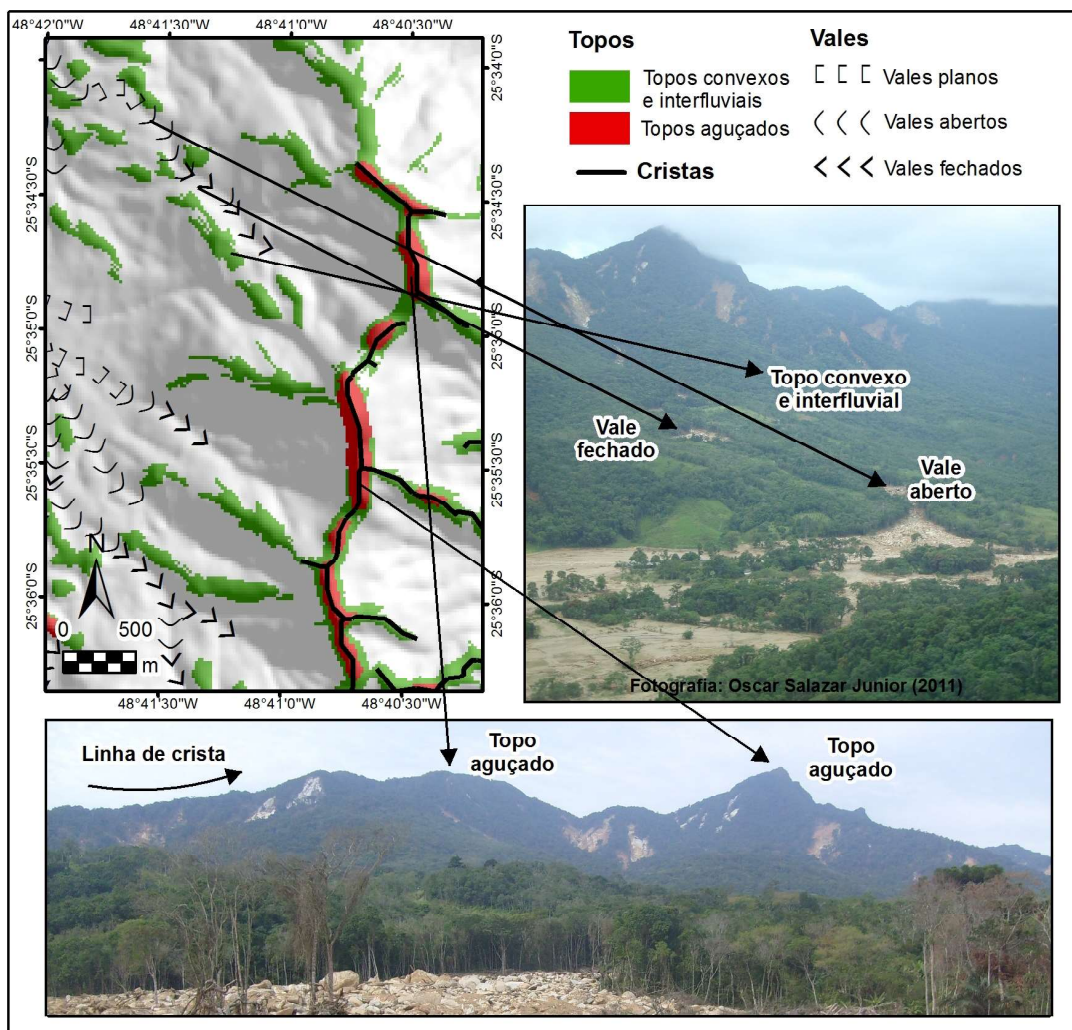 48°42'0"W 48°41'30"W 48°41'0"W 48°40'30"W
25°34'0"S
25°34'30"S
25°34'30"S
25°35'0"S
25°35'0"S
25°35'30"S
25°35'30"S
25°36'0"S
25°36'0"S
N
0 500
m
48°41'30"W 48°41'0"W 48°40'30"W
Topos
Topos convexos
e interfluviais
Topos aguçados
Cristas
Vales
Vales planos
Vales abertos
Vales fechados
Topo convexo
e interfluvial
Vale
fechado
Vale
aberto
Fotografia: Oscar Salazar Junior (2011)
Linha de crista
Topo
aguçado
Topo
aguçado